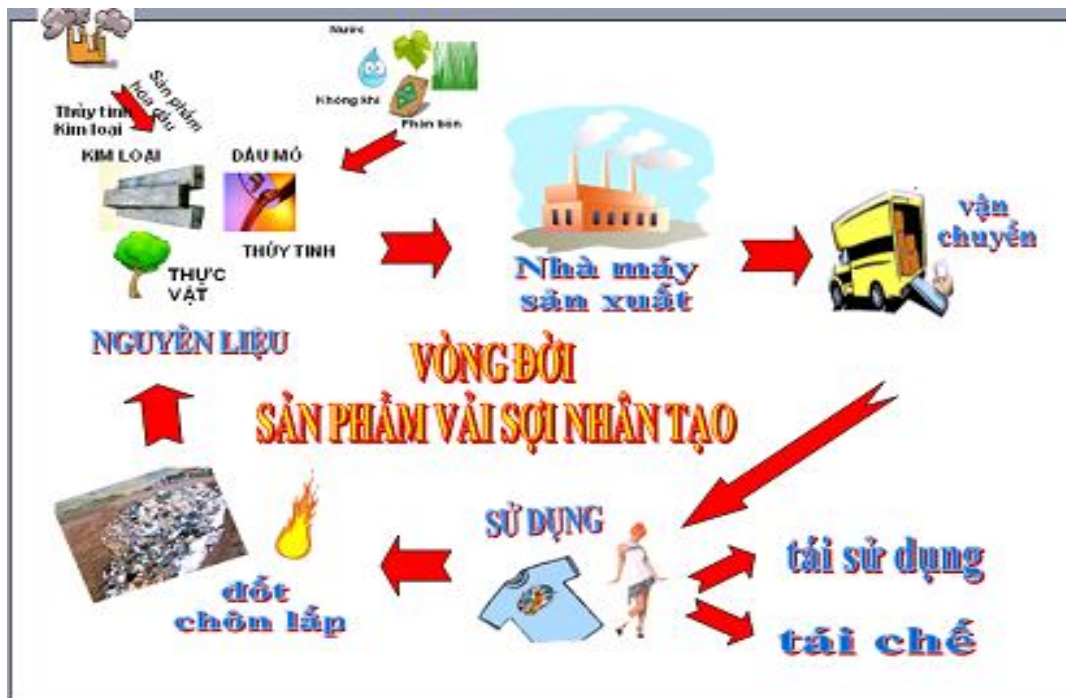 Nước
Không khí
Phân bón
Sản phẩm
hóa dầu
Thủy tinh
Kim loại
KIM LOẠI
DẦU MỎ
THỦY TINH
THỰC
VẬT
NGUYÊN LIỆU
Nhà máy
sản xuất
vận
chuyển
VÒNG ĐỜI
SẢN PHẨM VẢI SỢI NHÂN TẠO
SỬ DỤNG
tái sử dụng
tái chế
đốt
chôn lấp